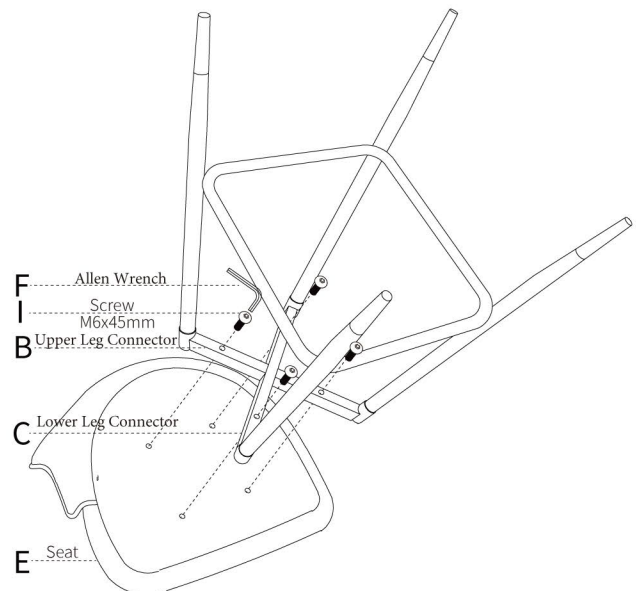 F Allen Wrench
I Screw
M6x45mm
B Upper Leg Connector
C Lower Leg Connector
E Seat